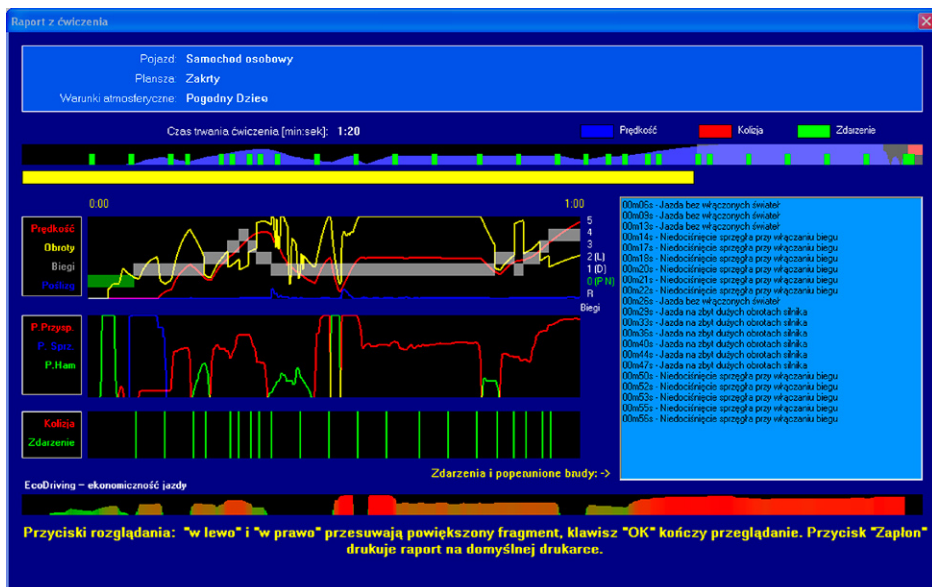 Raport z ćwiczenia
Pojazd: Samochod osobowy
Plansza: Zakrty
Warunki atmosferyczne: Pogodny Dzieo
Czas trwania ćwiczenia [min:sek]: 1:20
Prędkość
Kolizja
Zdarzenie
0:00
1:00
Prędkość
Obroty
Biegi
Podkrę
5
4
3
2 (L)
1 (D)
0 (P N)
R
Biegi
P.Przysp.
P. Sprz.
P.Ham
Kolizja
Zdarzenie
00m06s - Jazda bez włączonych świateł
00m09s - Jazda bez włączonych świateł
00m13s - Jazda bez włączonych świateł
00m14s - Niedociśnięcie sprzęgła przy włączaniu biegu
00m17s - Niedociśnięcie sprzęgła przy włączaniu biegu
00m18s - Niedociśnięcie sprzęgła przy włączaniu biegu
00m20s - Niedociśnięcie sprzęgła przy włączaniu biegu
00m21s - Niedociśnięcie sprzęgła przy włączaniu biegu
00m22s - Niedociśnięcie sprzęgła przy włączaniu biegu
00m26s - Jazda bez włączonych świateł
00m29s - Jazda na zbyt dużych obrotach silnika
00m33s - Jazda na zbyt dużych obrotach silnika
00m36s - Jazda na zbyt dużych obrotach silnika
00m40s - Jazda na zbyt dużych obrotach silnika
00m44s - Jazda na zbyt dużych obrotach silnika
00m47s - Jazda na zbyt dużych obrotach silnika
00m50s - Niedociśnięcie sprzęgła przy włączaniu biegu
00m52s - Niedociśnięcie sprzęgła przy włączaniu biegu
00m53s - Niedociśnięcie sprzęgła przy włączaniu biegu
00m55s - Niedociśnięcie sprzęgła przy włączaniu biegu
00m56s - Niedociśnięcie sprzęgła przy włączaniu biegu
Zdarzenia i poperunione brudy: ->
EcoDriving - ekonomiczność jazdy
Przyciski rozglądania: "w lewo" i "w prawo" przesuwają powiększony fragment, klawisz "OK" kończy przeglądanie. Przycisk "Zapłon"
drukuje raport na domyślnej drukarce.